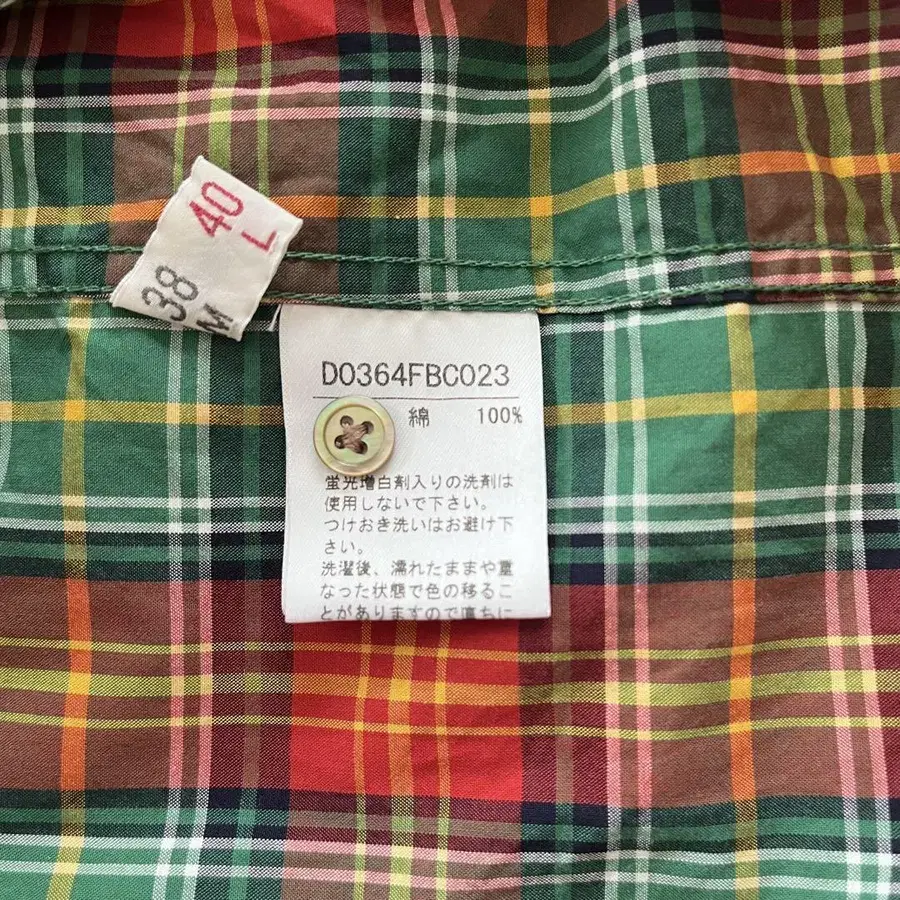 40
L
38
M
D0364FBC023
綿 100%
蛍光増白剤入りの洗剤は
使用しないで下さい。
つけおき洗いはお避け下
さい。
洗濯後、濡れたままや重
なった状態で色の移るこ
とがありますので直ちに